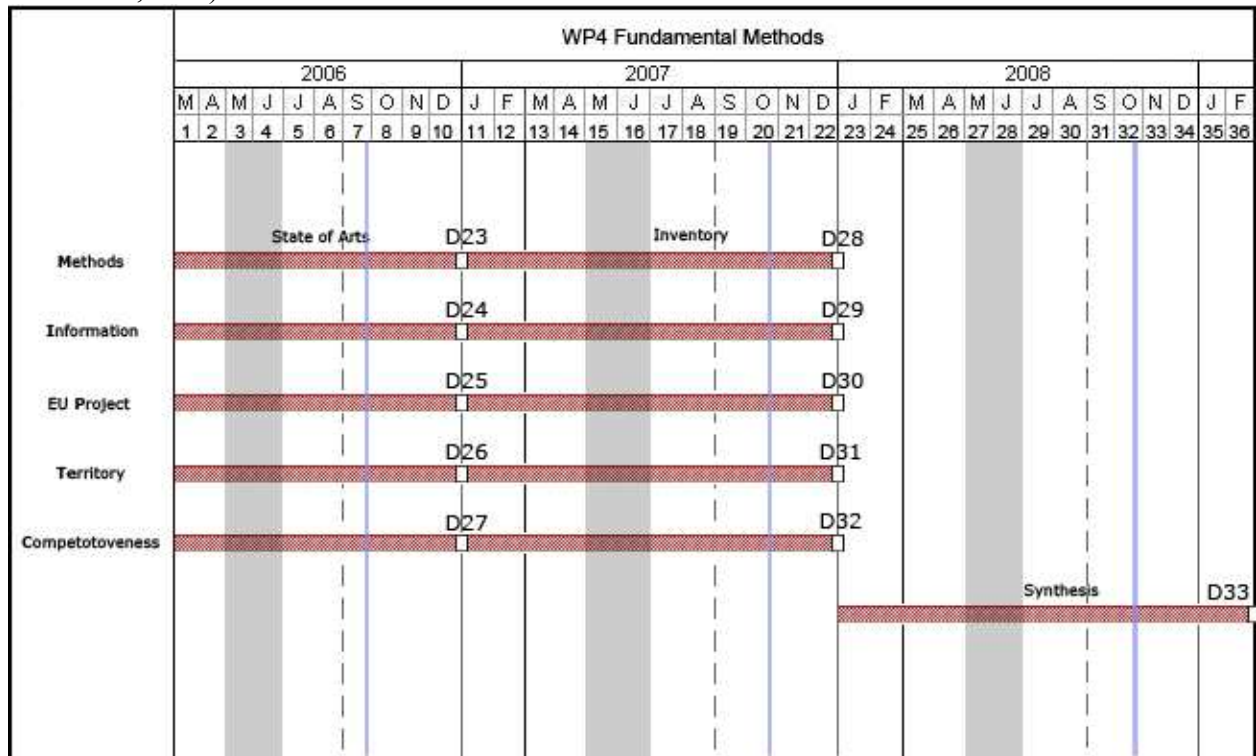 WP4 Fundamental Methods
2006 2007 2008
M A M J J A S O N D J F M A M J J A S O N D J F M A M J J A S O N D J F
1 2 3 4 5 6 7 8 9 10 11 12 13 14 15 16 17 18 19 20 21 22 23 24 25 26 27 28 29 30 31 32 33 34 35 36
State of Arts D23 Inventory D28
Methods
D24 D29
Information
D25 D30
EU Project
D26 D31
Territory
D27 D32
Competotoveness
Synthesis D33